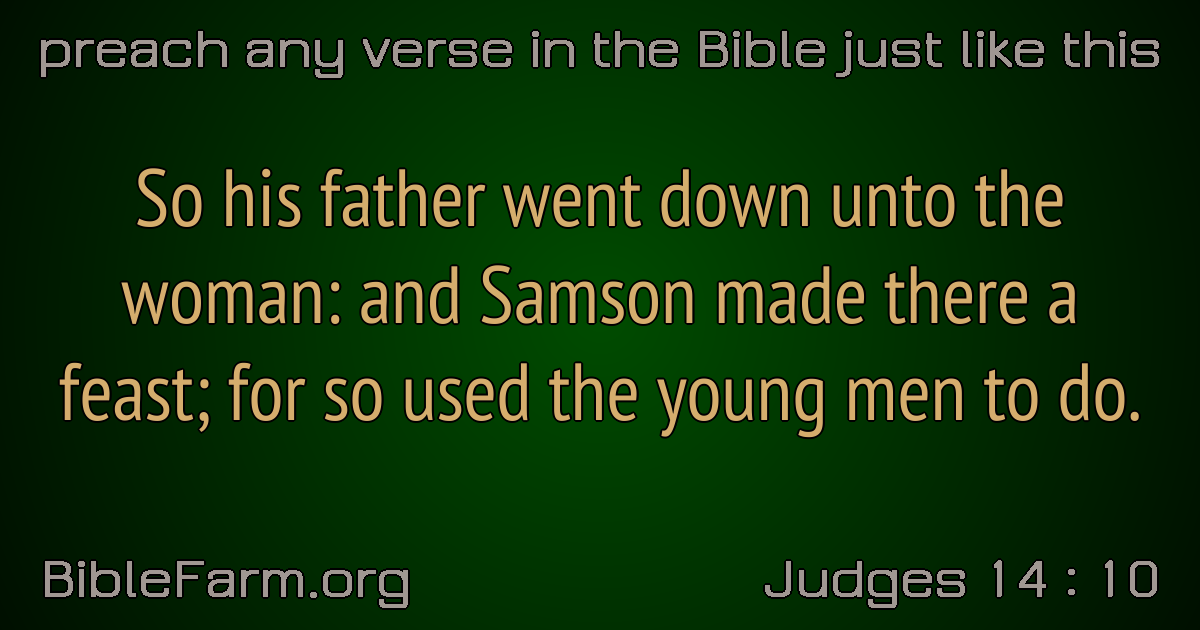 preach any verse in the Bible just like this
So his father went down unto the
woman: and Samson made there a
feast; for so used the young men to do.
BibleFarm.org
Judges 14 : 10